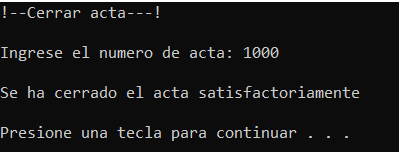 !--Cerrar acta---!
Ingrese el numero de acta: 1000
Se ha cerrado el acta satisfactoriamente
Presione una tecla para continuar . . .